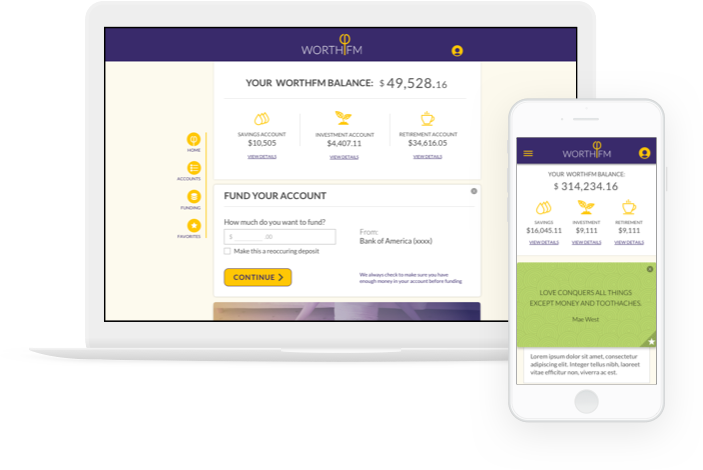 WORTHFM
YOUR WORTHFM BALANCE: $ 49,528.16
SAVINGS ACCOUNT
$10,505
VIEW DETAILS
INVESTMENT ACCOUNT
$4,407.11
VIEW DETAILS
RETIREMENT ACCOUNT
$34,616.05
VIEW DETAILS
HOME
ACCOUNTS
FUNDING
FAVORITES
FUND YOUR ACCOUNT
How much do you want to fund?
$ .00
Make this a reoccuring deposit
From:
Bank of America (xxxx)
CONTINUE
We always check to make sure you have
enough money in your account before funding
WORTHFM
YOUR WORTHFM BALANCE:
$ 314,234.16
SAVINGS
$16,045.11
VIEW DETAILS
INVESTMENT
$9,111
VIEW DETAILS
RETIREMENT
$9,111
VIEW DETAILS
LOVE CONQUERS ALL THINGS
EXCEPT MONEY AND TOOTHACHES.
Mae West
Lorem ipsum dolor sit amet, consectetur
adipiscing elit. Integer tellus nibh, laoreet
vitae efficitur non, viverra ac est.